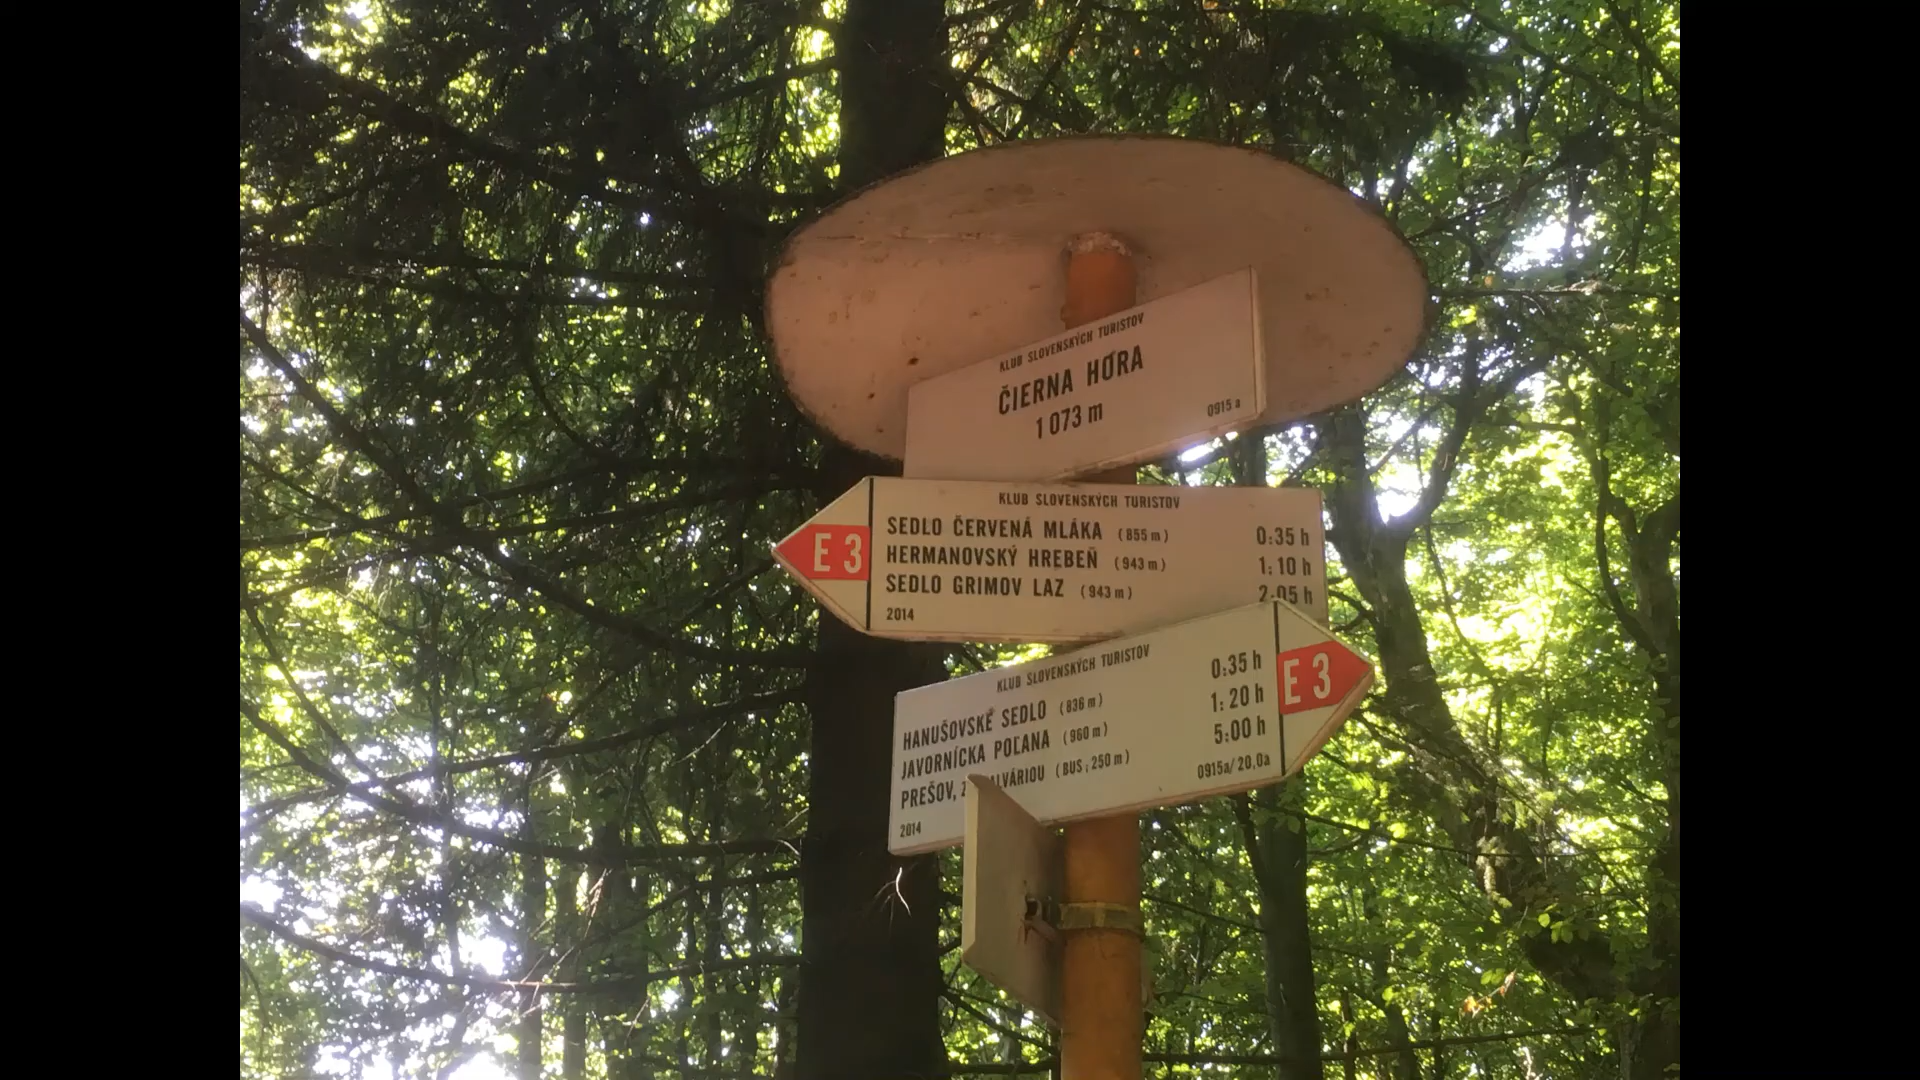 KLUB SLOVENSKÝCH TURISTOV
ČIERNA HORA
1 073 m
0915 a
KLUB SLOVENSKÝCH TURISTOV
E 3
SEDLO ČERVENÁ MLÁKA (855 m) 0:35 h
HERMANOVSKÝ HREBEŇ (943 m) 1:10 h
SEDLO GRIMOV LAZ (943 m) 2:05 h
2014
KLUB SLOVENSKÝCH TURISTOV
HANUŠOVSKÉ SEDLO (836 m) 0:35 h
E 3
JAVORNÍCKA POĽANA (960 m) 1:20 h
PREŠOV, (BUS; 250 m) 5:00 h
2014
0915a/20,0a